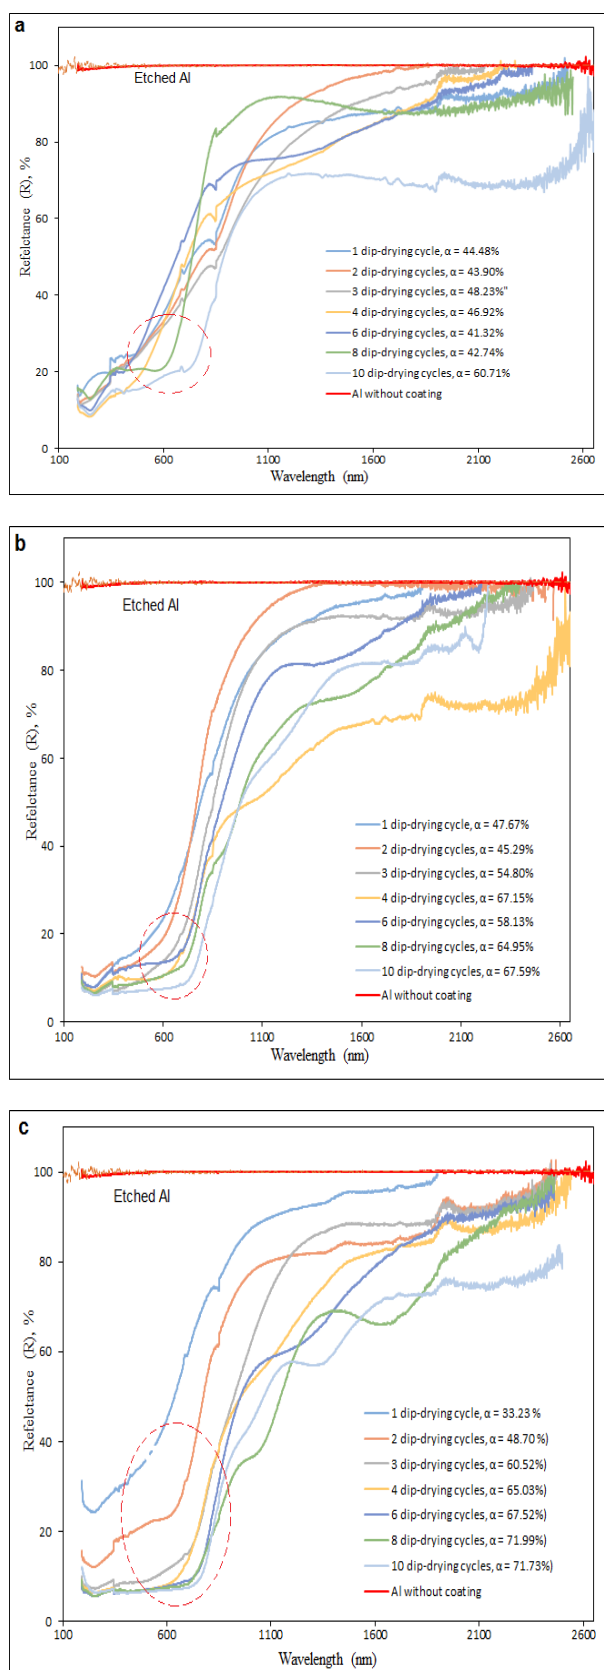 a
100
80
60
40
20
0
Refelctance (R), %
Etched Al
1 dip-drying cycle, α = 44.48%
2 dip-drying cycles, α = 43.90%
3 dip-drying cycles, α = 48.23%"
4 dip-drying cycles, α = 46.92%
6 dip-drying cycles, α = 41.32%
8 dip-drying cycles, α = 42.74%
10 dip-drying cycles, α = 60.71%
Al without coating
100 600 1100 1600 2100 2600
Wavelength (nm)
b
100
80
60
40
20
0
Refelctance (R), %
Etched Al
1 dip-drying cycle, α = 47.67%
2 dip-drying cycles, α = 45.29%
3 dip-drying cycles, α = 54.80%
4 dip-drying cycles, α = 67.15%
6 dip-drying cycles, α = 58.13%
8 dip-drying cycles, α = 64.95%
10 dip-drying cycles, α = 67.59%
Al without coating
100 600 1100 1600 2100 2600
Wavelength (nm)
c
100
80
60
40
20
0
Refelctance (R), %
Etched Al
1 dip-drying cycle, α = 33.23 %
2 dip-drying cycles, α = 48.70 %)
3 dip-drying cycles, α = 60.52%)
4 dip-drying cycles, α = 65.03%)
6 dip-drying cycles, α = 67.52%)
8 dip-drying cycles, α = 71.99%)
10 dip-drying cycles, α = 71.73%)
Al without coating
100 600 1100 1600 2100 2600
Wavelength (nm)